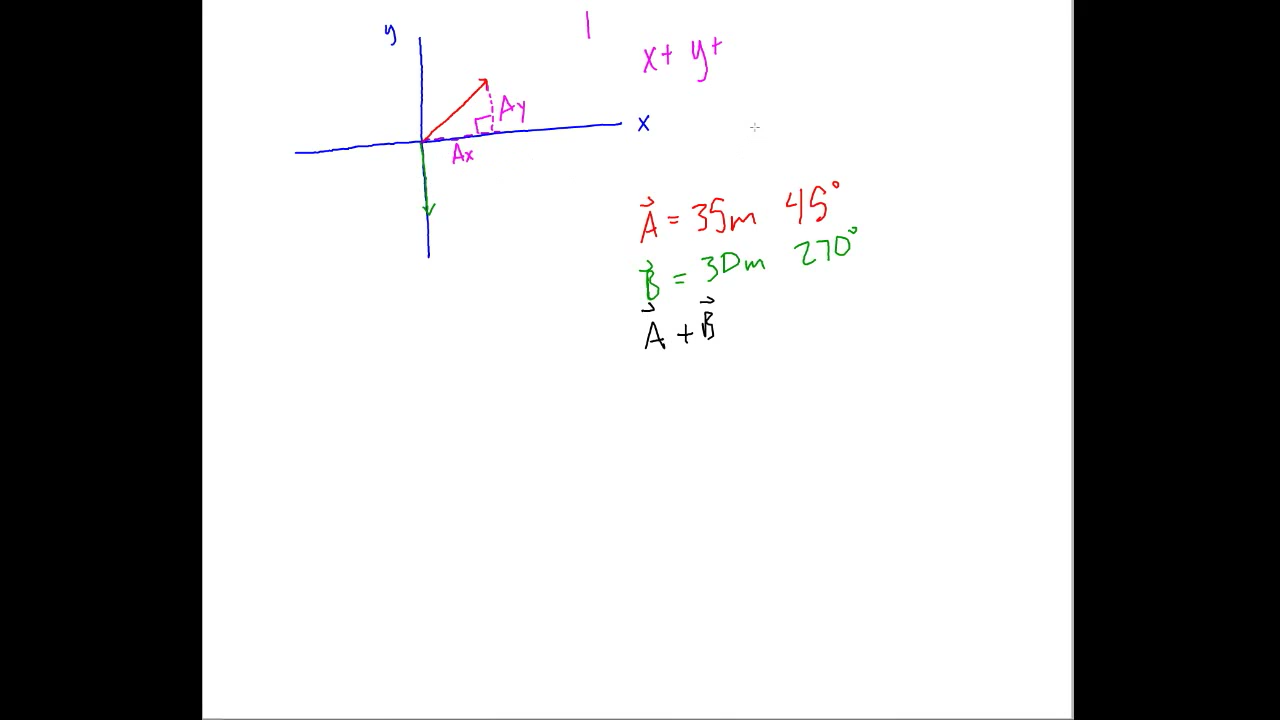 y
|
x+ y+
x
Ay
Ax
A⃗ = 35m 45°
B⃗ = 30m 270°
A⃗ + B⃗